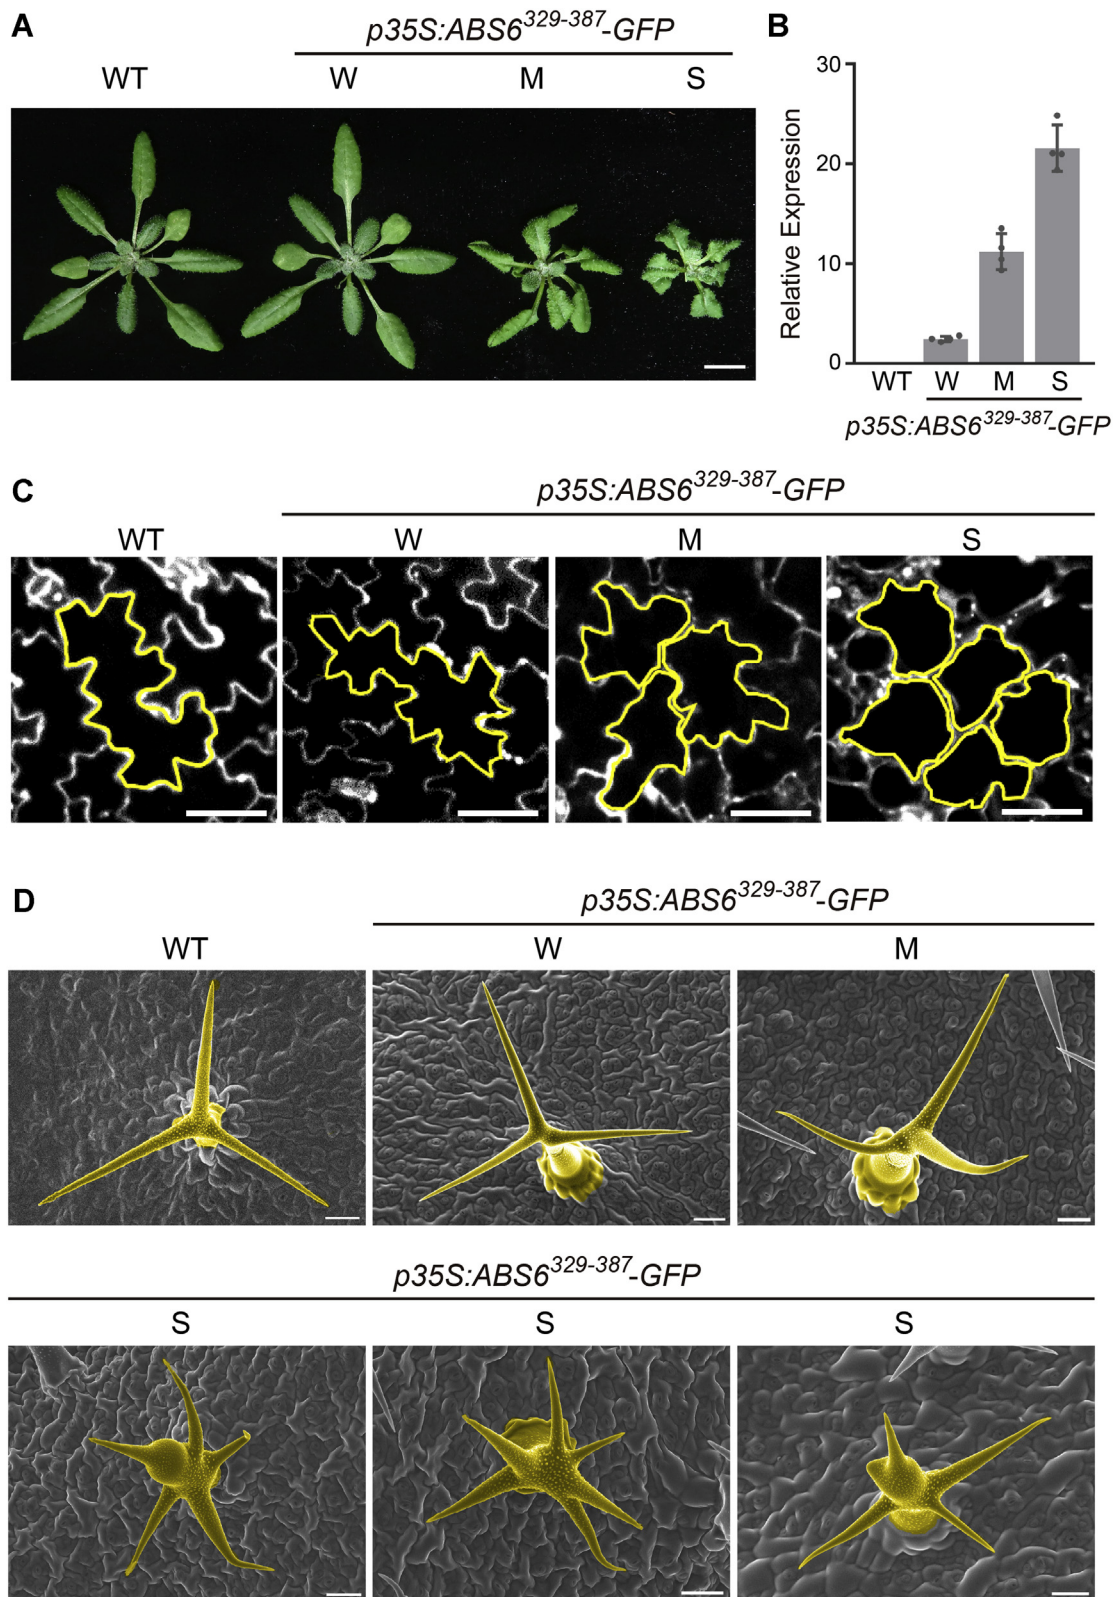 A
p35S:ABS6³²⁹⁻³⁸⁷-GFP
WT W M S
B
Relative Expression
30
20
10
0
WT W M S
p35S:ABS6³²⁹⁻³⁸⁷-GFP
C
p35S:ABS6³²⁹⁻³⁸⁷-GFP
WT W M S
D
p35S:ABS6³²⁹⁻³⁸⁷-GFP
WT W M
p35S:ABS6³²⁹⁻³⁸⁷-GFP
S S S